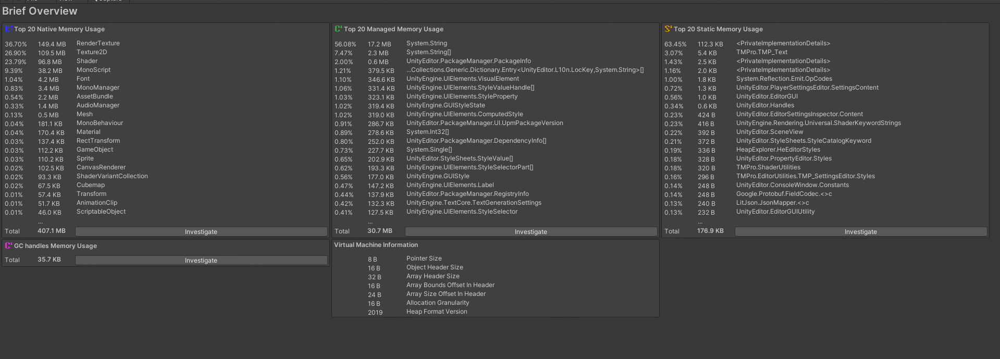 Brief Overview
Top 20 Native Memory Usage
36.70% 149.4 MB RenderTexture
26.90% 109.5 MB Texture2D
23.79% 96.8 MB Shader
9.39% 38.2 MB MonoScript
1.04% 4.2 MB Font
0.83% 3.4 MB MonoManager
0.54% 2.2 MB AssetBundle
0.33% 1.4 MB AudioManager
0.13% 0.5 MB Mesh
0.04% 181.1 KB MonoBehaviour
0.04% 170.4 KB Material
0.03% 137.4 KB RectTransform
0.03% 112.2 KB GameObject
0.03% 110.2 KB Sprite
0.02% 102.5 KB CanvasRenderer
0.02% 93.3 KB ShaderVariantCollection
0.02% 67.5 KB Cubemap
0.01% 57.4 KB Transform
0.01% 51.7 KB AnimationClip
0.01% 46.0 KB ScriptableObject
...
Total 407.1 MB Investigate
Top 20 Managed Memory Usage
56.08% 17.2 MB System.String
7.47% 2.3 MB System.String[]
2.00% 0.6 MB UnityEditor.PackageManager.PackageInfo
1.21% 379.5 KB ...Collections.Generic.Dictionary.Entry<UnityEditor.L10n.LocKey,System.String>[]
1.10% 346.6 KB UnityEngine.UIElements.VisualElement
1.06% 331.4 KB UnityEngine.UIElements.StyleValueHandle[]
1.03% 323.1 KB UnityEngine.UIElements.StyleProperty
1.02% 319.4 KB UnityEngine.GUIStyleState
1.02% 319.0 KB UnityEngine.UIElements.ComputedStyle
0.91% 286.7 KB UnityEditor.PackageManager.UI.UpmPackageVersion
0.89% 278.6 KB System.Int32[]
0.80% 252.0 KB UnityEditor.PackageManager.DependencyInfo[]
0.73% 227.7 KB System.Single[]
0.65% 202.9 KB UnityEditor.StyleSheets.StyleValue[]
0.62% 193.3 KB UnityEngine.UIElements.StyleSelectorPart[]
0.56% 177.0 KB UnityEngine.GUIStyle
0.47% 147.2 KB UnityEngine.UIElements.Label
0.44% 137.9 KB UnityEditor.PackageManager.RegistryInfo
0.42% 132.3 KB UnityEngine.TextCore.TextGenerationSettings
0.41% 127.5 KB UnityEngine.UIElements.StyleSelector
...
Total 30.7 MB Investigate
Top 20 Static Memory Usage
63.45% 112.3 KB <PrivateImplementationDetails>
3.07% 5.4 KB TMPro.TMP_Text
1.43% 2.5 KB <PrivateImplementationDetails>
1.16% 2.0 KB <PrivateImplementationDetails>
1.00% 1.8 KB System.Reflection.Emit.OpCodes
0.72% 1.3 KB UnityEditor.PlayerSettingsEditor.SettingsContent
0.56% 1.0 KB UnityEditor.EditorGUI
0.34% 0.6 KB UnityEditor.Handles
0.23% 424 B UnityEditor.EditorSettingsInspector.Content
0.23% 416 B UnityEngine.Rendering.Universal.ShaderKeywordStrings
0.22% 392 B UnityEditor.SceneView
0.21% 372 B UnityEditor.StyleSheets.StyleCatalogKeyword
0.19% 336 B HeapExplorer.HeEditorStyles
0.18% 328 B UnityEditor.PropertyEditor.Styles
0.18% 320 B TMPro.ShaderUtilities
0.16% 296 B TMPro.EditorUtilities.TMP_SettingsEditor.Styles
0.14% 248 B UnityEditor.ConsoleWindow.Constants
0.14% 248 B Google.Protobuf.FieldCodec.<>c
0.13% 240 B LitJson.JsonMapper.<>c
0.13% 232 B UnityEditor.EditorGUIUtility
...
Total 176.9 KB Investigate
GC handles Memory Usage
Total 35.7 KB Investigate
Virtual Machine Information
8 B Pointer Size
16 B Object Header Size
32 B Array Header Size
16 B Array Bounds Offset In Header
24 B Array Size Offset In Header
16 B Allocation Granularity
2019 Heap Format Version